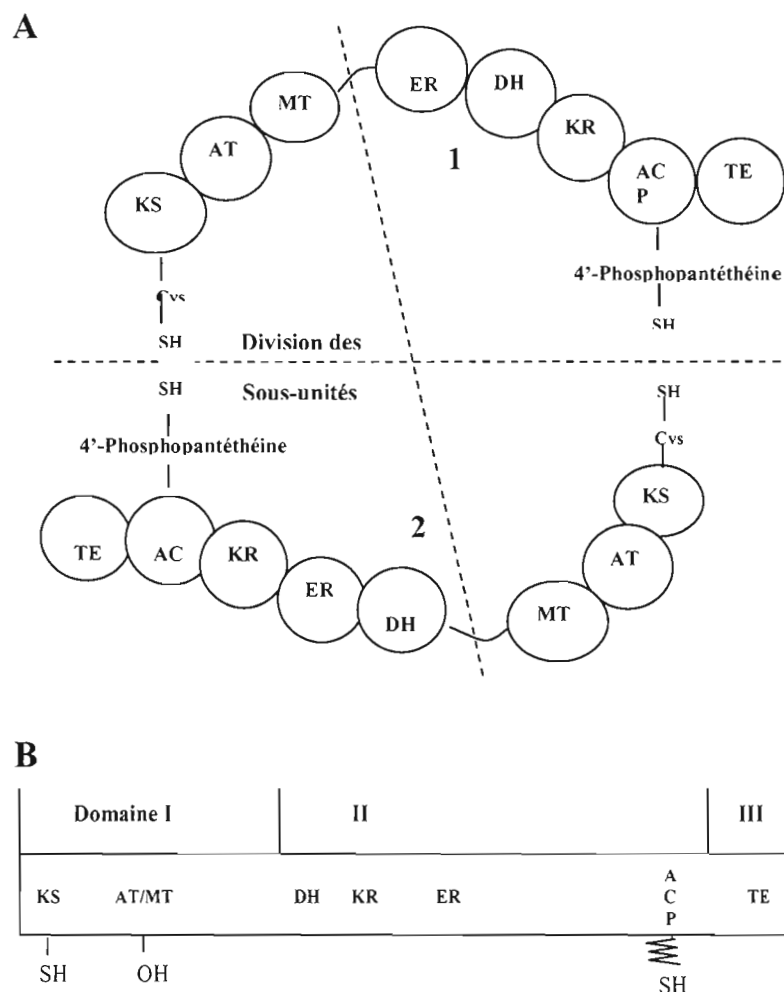 A
MT
ER
DH
AT
KR
1
KS
AC
P
TE
4'-Phosphopantéthéine
Cys
SH
SH
Division des
SH
Sous-unités
SH
4'-Phosphopantéthéine
Cys
KS
2
TE
AC
KR
AT
ER
MT
DH
B
Domaine I
II
III
KS
AT/MT
DH
KR
ER
A
C
P
TE
SH
OH
SH